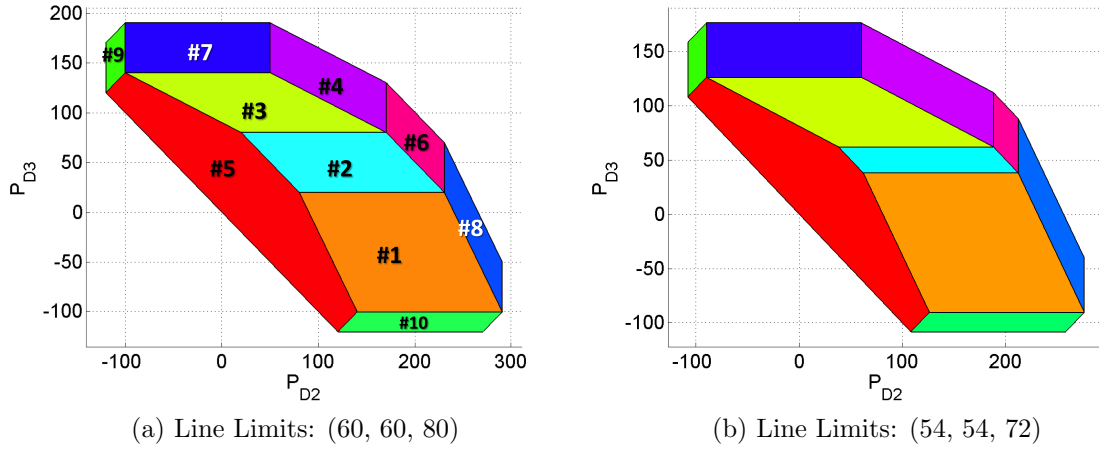 200
150
100
50
0
-50
-100
P_D3
-100 0 100 200 300
P_D2
#9
#7
#4
#3
#6
#5
#2
#8
#1
#10
(a) Line Limits: (60, 60, 80)
150
100
50
0
-50
-100
P_D3
-100 0 100 200
P_D2
(b) Line Limits: (54, 54, 72)